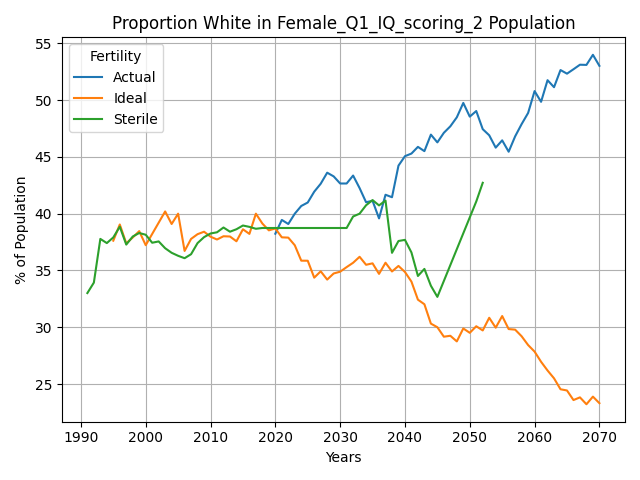 Proportion White in Female_Q1_IQ_scoring_2 Population
Fertility
Actual
Ideal
Sterile
% of Population
55
50
45
40
35
30
25
1990 2000 2010 2020 2030 2040 2050 2060 2070
Years